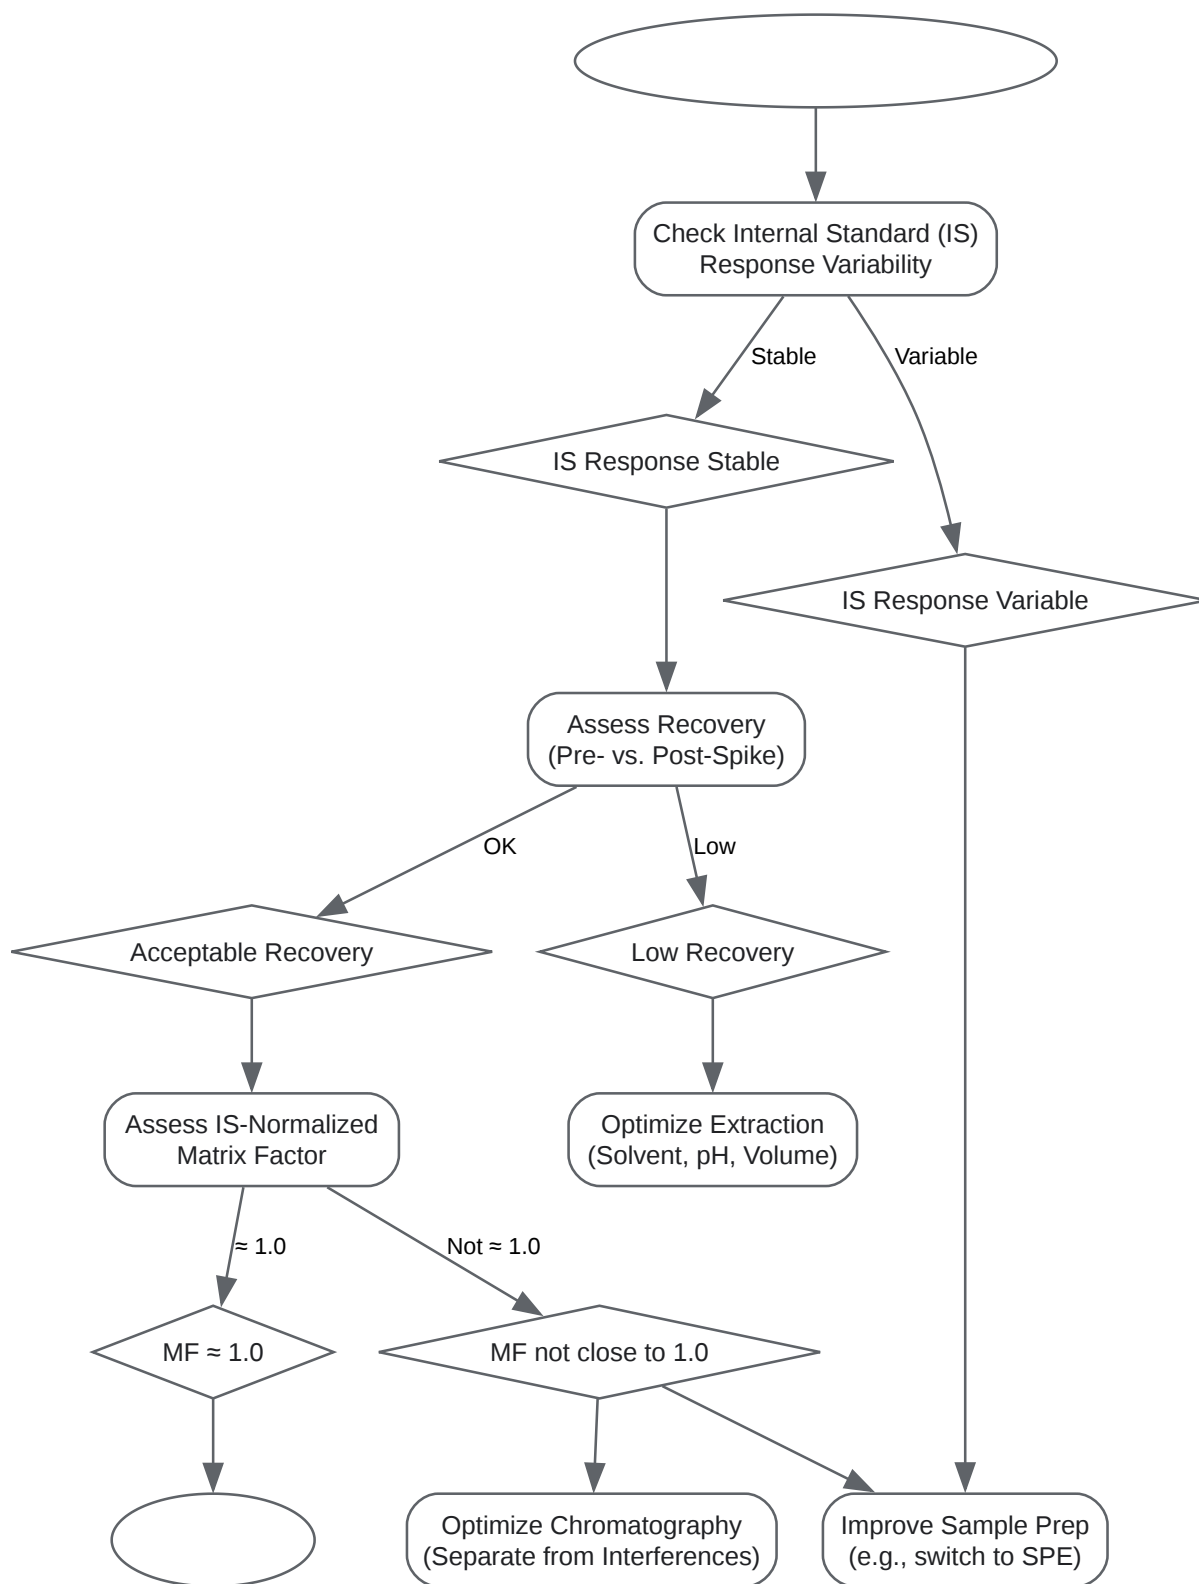 Check Internal Standard (IS)
Response Variability
Stable
Variable
IS Response Stable
IS Response Variable
Assess Recovery
(Pre- vs. Post-Spike)
OK
Low
Acceptable Recovery
Low Recovery
Assess IS-Normalized
Matrix Factor
Optimize Extraction
(Solvent, pH, Volume)
≈ 1.0
Not ≈ 1.0
MF ≈ 1.0
MF not close to 1.0
Optimize Chromatography
(Separate from Interferences)
Improve Sample Prep
(e.g., switch to SPE)